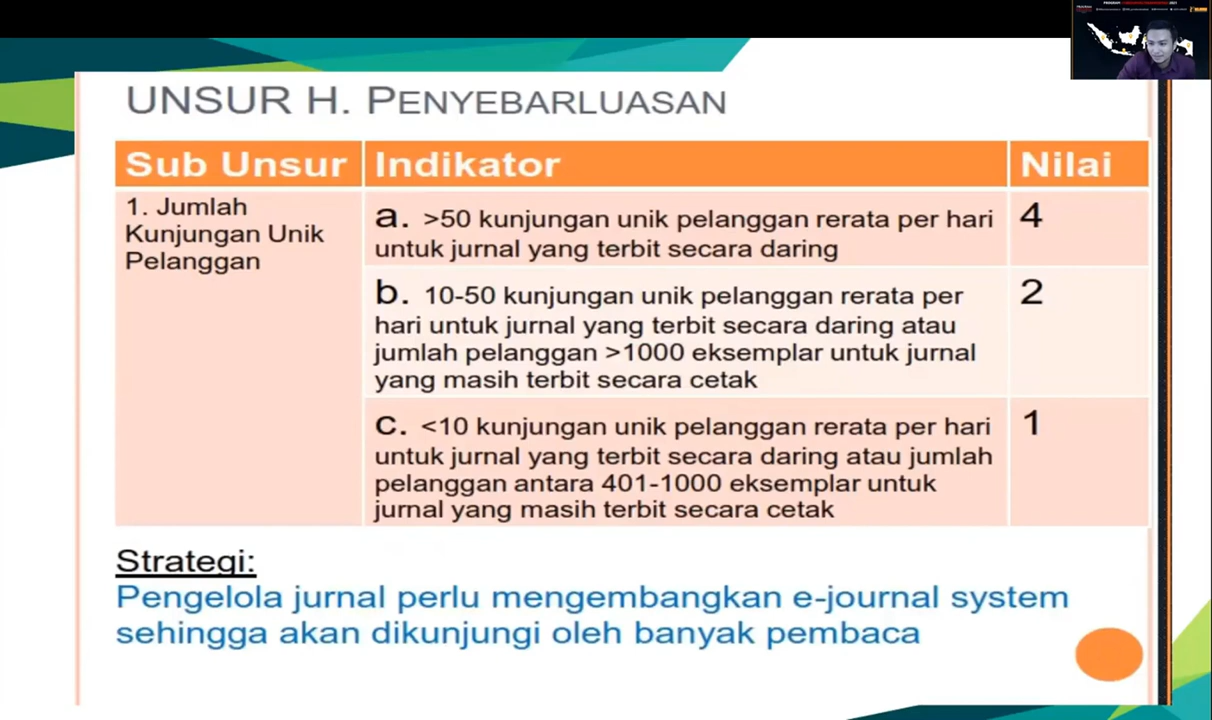 UNSUR H. PENYEBARLUASAN
Sub Unsur
Indikator
Nilai
1. Jumlah
Kunjungan Unik
Pelanggan
a. >50 kunjungan unik pelanggan rerata per hari
untuk jurnal yang terbit secara daring
4
b. 10-50 kunjungan unik pelanggan rerata per
hari untuk jurnal yang terbit secara daring atau
jumlah pelanggan >1000 eksemplar untuk jurnal
yang masih terbit secara cetak
2
c. <10 kunjungan unik pelanggan rerata per hari
untuk jurnal yang terbit secara daring atau jumlah
pelanggan antara 401-1000 eksemplar untuk
jurnal yang masih terbit secara cetak
1
Strategi:
Pengelola jurnal perlu mengembangkan e-journal system
sehingga akan dikunjungi oleh banyak pembaca